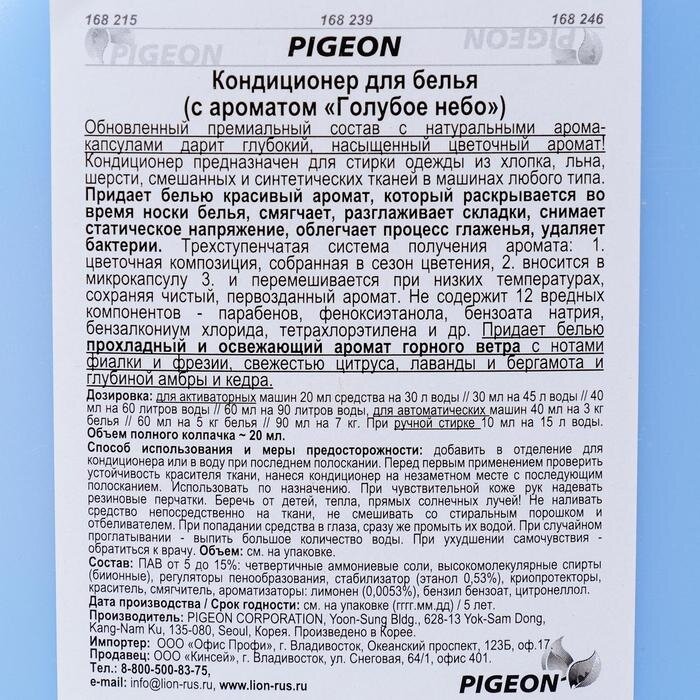 168 215 168 239 168 246
PIGEON PIGEON PIGEON
Кондиционер для белья
(с ароматом «Голубое небо»)
Обновленный премиальный состав с натуральными арома-
капсулами дарит глубокий, насыщенный цветочный аромат!
Кондиционер предназначен для стирки одежды из хлопка, льна,
шерсти, смешанных и синтетических тканей в машинах любого типа.
Придает белью красивый аромат, который раскрывается во
время носки белья, смягчает, разглаживает складки, снимает
статическое напряжение, облегчает процесс глаженья, удаляет
бактерии. Трехступенчатая система получения аромата: 1.
цветочная композиция, собранная в сезон цветения, 2. вносится в
микрокапсулу 3. и перемешивается при низких температурах,
сохраняя чистый, первозданный аромат. Не содержит 12 вредных
компонентов - парабенов, феноксиэтанола, бензоата натрия,
бензалкониум хлорида, тетрахлорэтилена и др. Придает белью
прохладный и освежающий аромат горного ветра с нотами
фиалки и фрезии, свежестью цитруса, лаванды и бергамота и
глубиной амбры и кедра.
Дозировка: для активаторных машин 20 мл средства на 30 л воды // 30 мл на 45 л воды // 40
мл на 60 литров воды // 60 мл на 90 литров воды, для автоматических машин 40 мл на 3 кг
белья // 60 мл на 5 кг белья // 90 мл на 7 кг. При ручной стирке 10 мл на 15 л воды.
Объем полного колпачка ~ 20 мл.
Способ использования и меры предосторожности: добавить в отделение для
кондиционера или в воду при последнем полоскании. Перед первым применением проверить
устойчивость красителя ткани, нанеся кондиционер на незаметном месте с последующим
полосканием. Использовать по назначению. При чувствительной коже рук надевать
резиновые перчатки. Беречь от детей, тепла, прямых солнечных лучей! Не наливать
средство непосредственно на ткани, не смешивать со стиральным порошком и
отбеливателем. При попадании средства в глаза, сразу же промыть их водой. При случайном
проглатывании - выпить большое количество воды. При ухудшении самочувствия -
обратиться к врачу. Объем: см. на упаковке.
Состав: ПАВ от 5 до 15%: четвертичные аммониевые соли, высокомолекулярные спирты
(бионные), регуляторы пенообразования, стабилизатор (этанол 0,53%), криопротекторы,
краситель, смягчитель, ароматизаторы: лимонен (0,0053%), бензил бензоат, цитронеллол.
Дата производства / Срок годности: см. на упаковке (гггг.мм.дд) / 5 лет.
Производитель: PIGEON CORPORATION, Yoon-Sung Bldg., 628-13 Yok-Sam Dong,
Kang-Nam Ku, 135-080, Seoul, Корея. Произведено в Корее.
Импортер: ООО «Офис Профи», г. Владивосток, Океанский проспект, 123Б, оф.17.
Продавец: ООО «Кинсей», г. Владивосток, ул. Снеговая, 64/1, офис 401.
Тел.: 8-800-500-83-75,
e-mail: info@lion-rus.ru, www.lion-rus.ru PIGEON